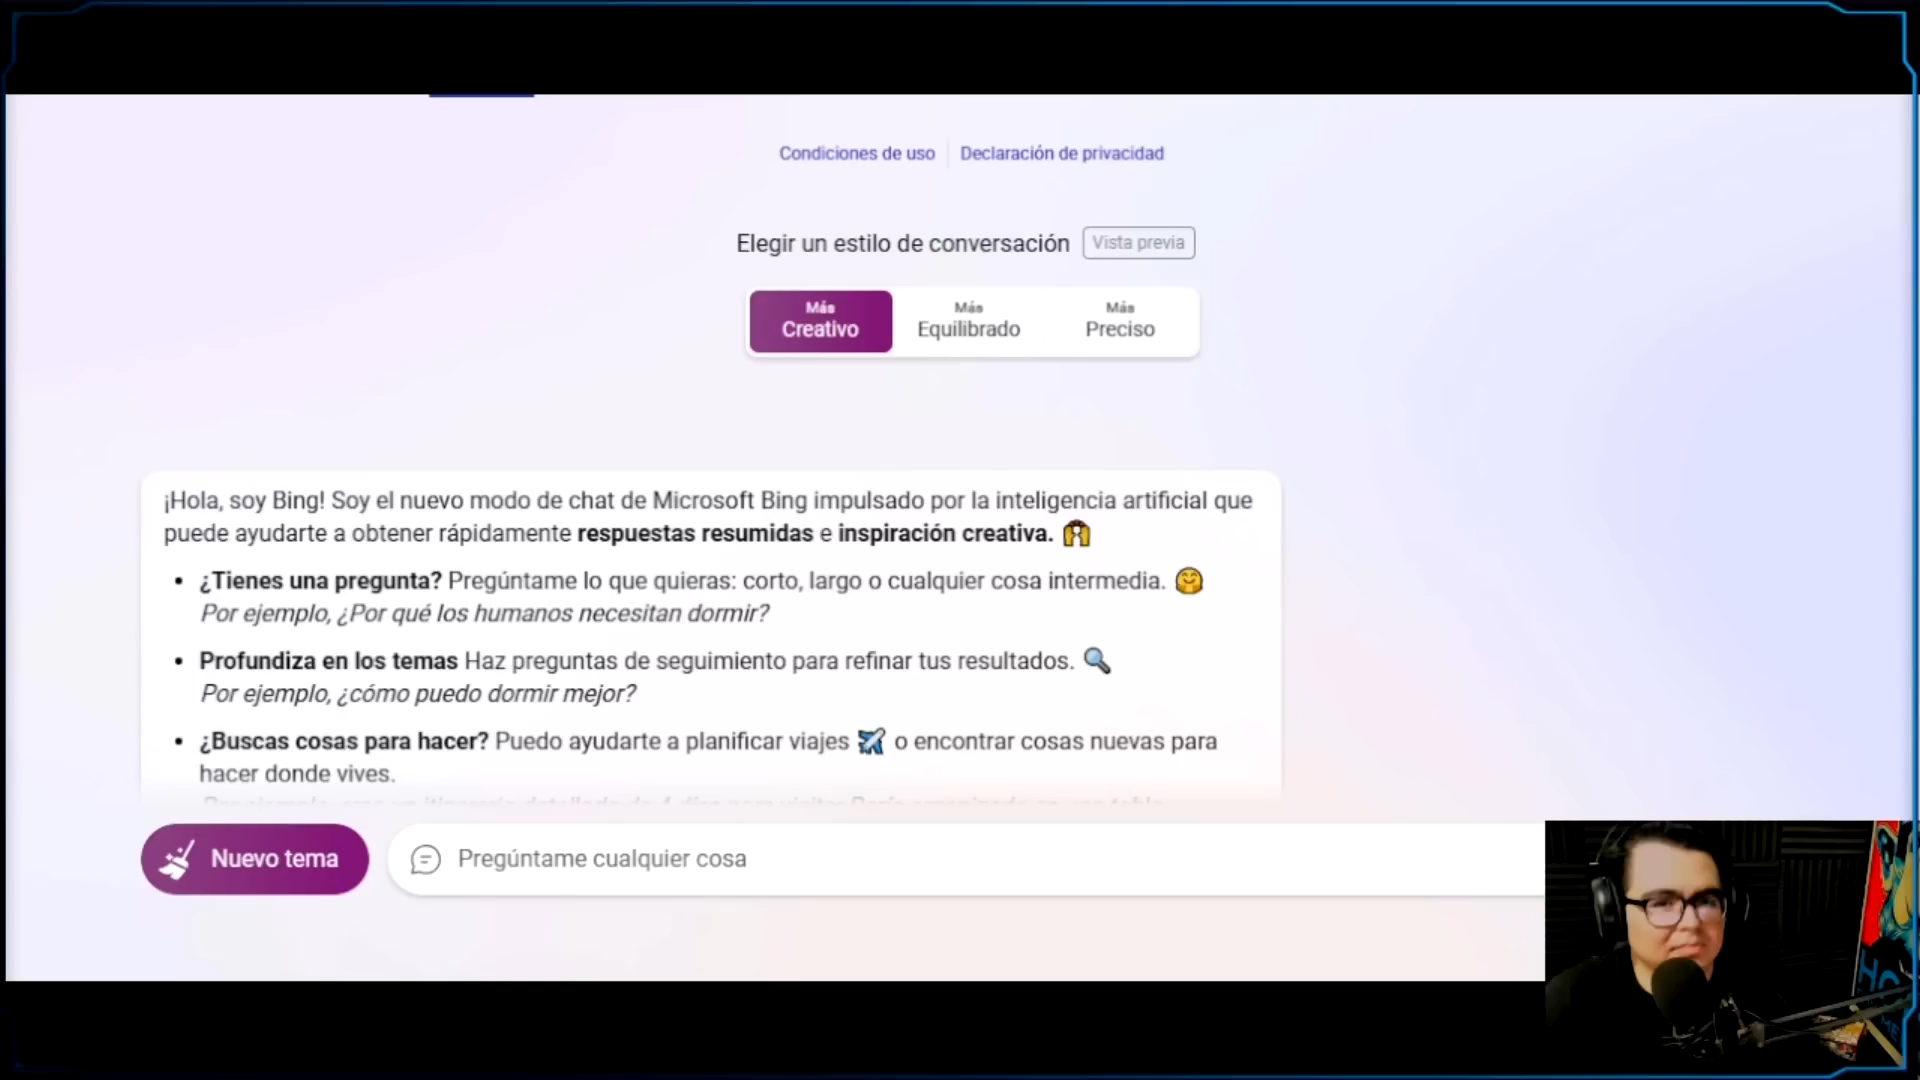 Condiciones de uso Declaración de privacidad
Elegir un estilo de conversación Vista previa
Más Más Más
Creativo Equilibrado Preciso
¡Hola, soy Bing! Soy el nuevo modo de chat de Microsoft Bing impulsado por la inteligencia artificial que
puede ayudarte a obtener rápidamente respuestas resumidas e inspiración creativa.
¿Tienes una pregunta? Pregúntame lo que quieras: corto, largo o cualquier cosa intermedia.
Por ejemplo, ¿Por qué los humanos necesitan dormir?
Profundiza en los temas Haz preguntas de seguimiento para refinar tus resultados.
Por ejemplo, ¿cómo puedo dormir mejor?
¿Buscas cosas para hacer? Puedo ayudarte a planificar viajes o encontrar cosas nuevas para
hacer donde vives.
Nuevo tema Pregúntame cualquier cosa